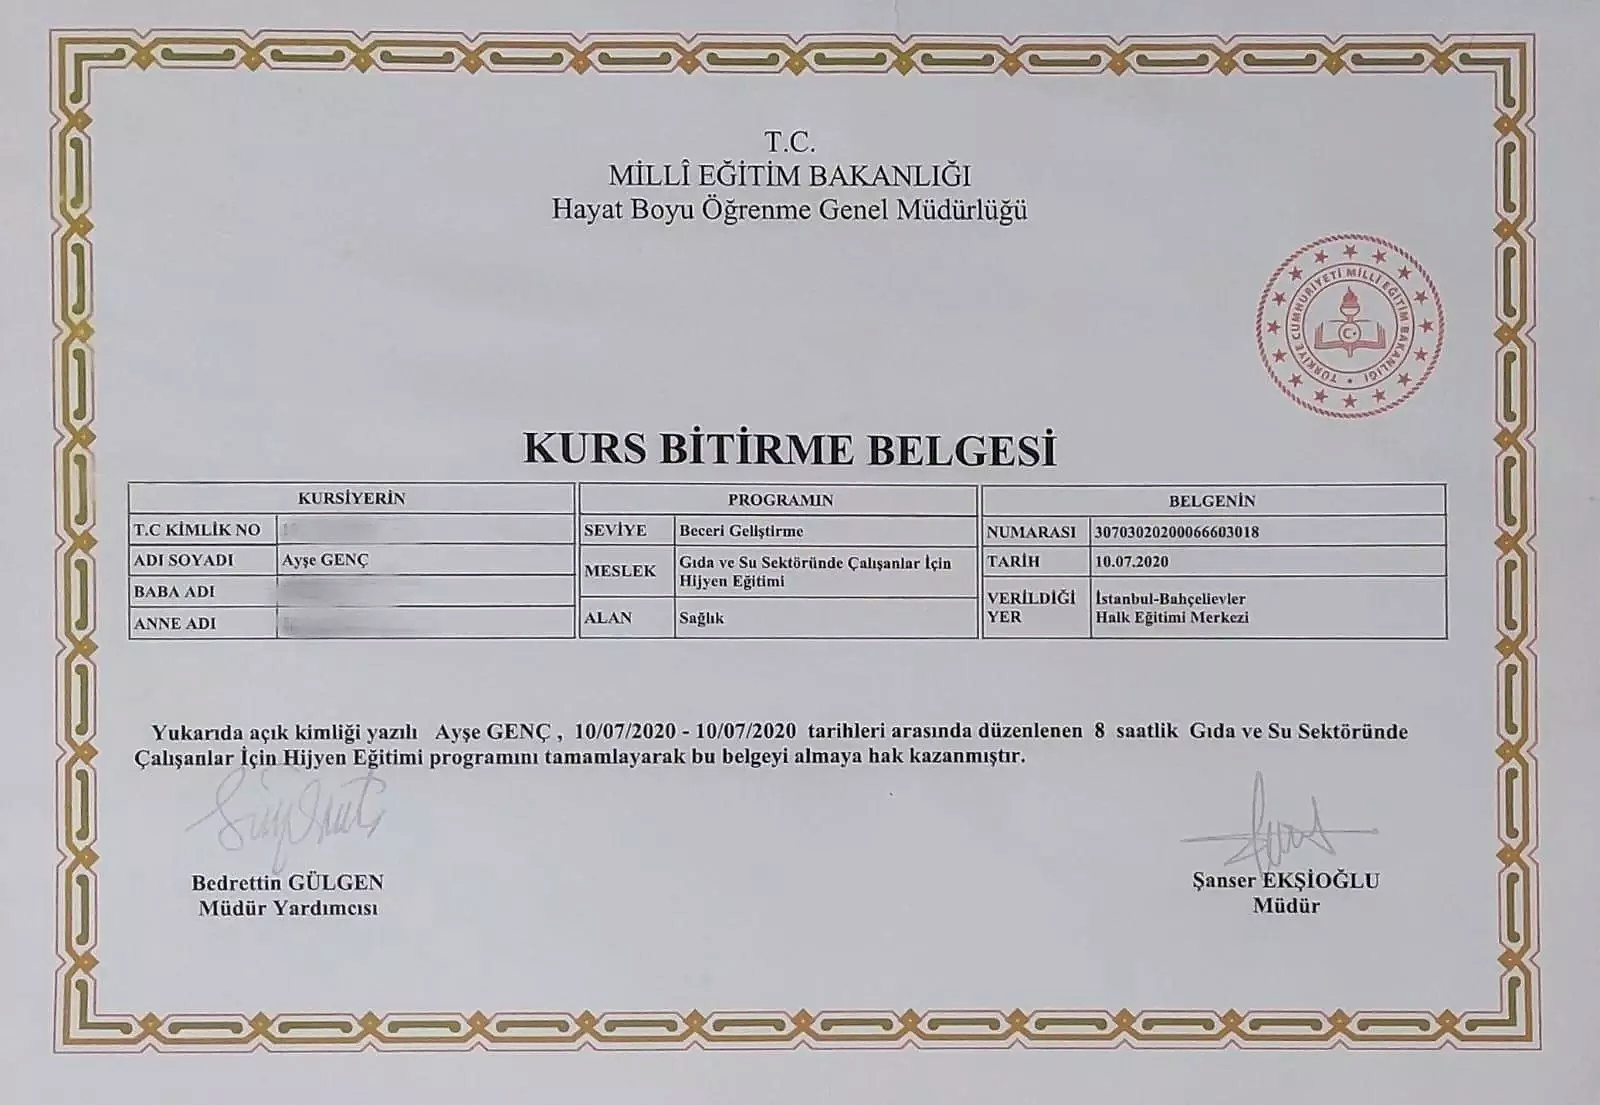 T.C.
MİLLÎ EĞİTİM BAKANLIĞI
Hayat Boyu Öğrenme Genel Müdürlüğü
TÜRKİYE CUMHURİYETİ MİLLİ EĞİTİM BAKANLIĞI
KURS BİTİRME BELGESİ
KURSİYERİN
T.C KİMLİK NO
ADI SOYADI Ayşe GENÇ
BABA ADI
ANNE ADI
PROGRAMIN
SEVİYE Beceri Geliştirme
MESLEK Gıda ve Su Sektöründe Çalışanlar İçin
Hijyen Eğitimi
ALAN Sağlık
BELGENİN
NUMARASI 30703020200066603018
TARİH 10.07.2020
VERİLDİĞİ YER İstanbul-Bahçelievler
Halk Eğitimi Merkezi
Yukarıda açık kimliği yazılı Ayşe GENÇ , 10/07/2020 - 10/07/2020 tarihleri arasında düzenlenen 8 saatlik Gıda ve Su Sektöründe
Çalışanlar İçin Hijyen Eğitimi programını tamamlayarak bu belgeyi almaya hak kazanmıştır.
Bedrettin GÜLGEN
Müdür Yardımcısı
Şanser EKŞİOĞLU
Müdür